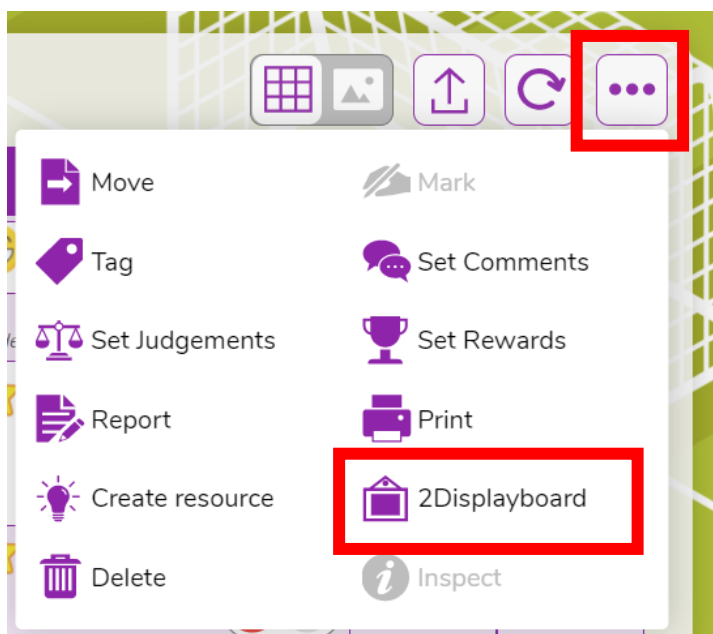 Move
Mark
Tag
Set Comments
Set Judgements
Set Rewards
Report
Print
Create resource
2Displayboard
Delete
Inspect